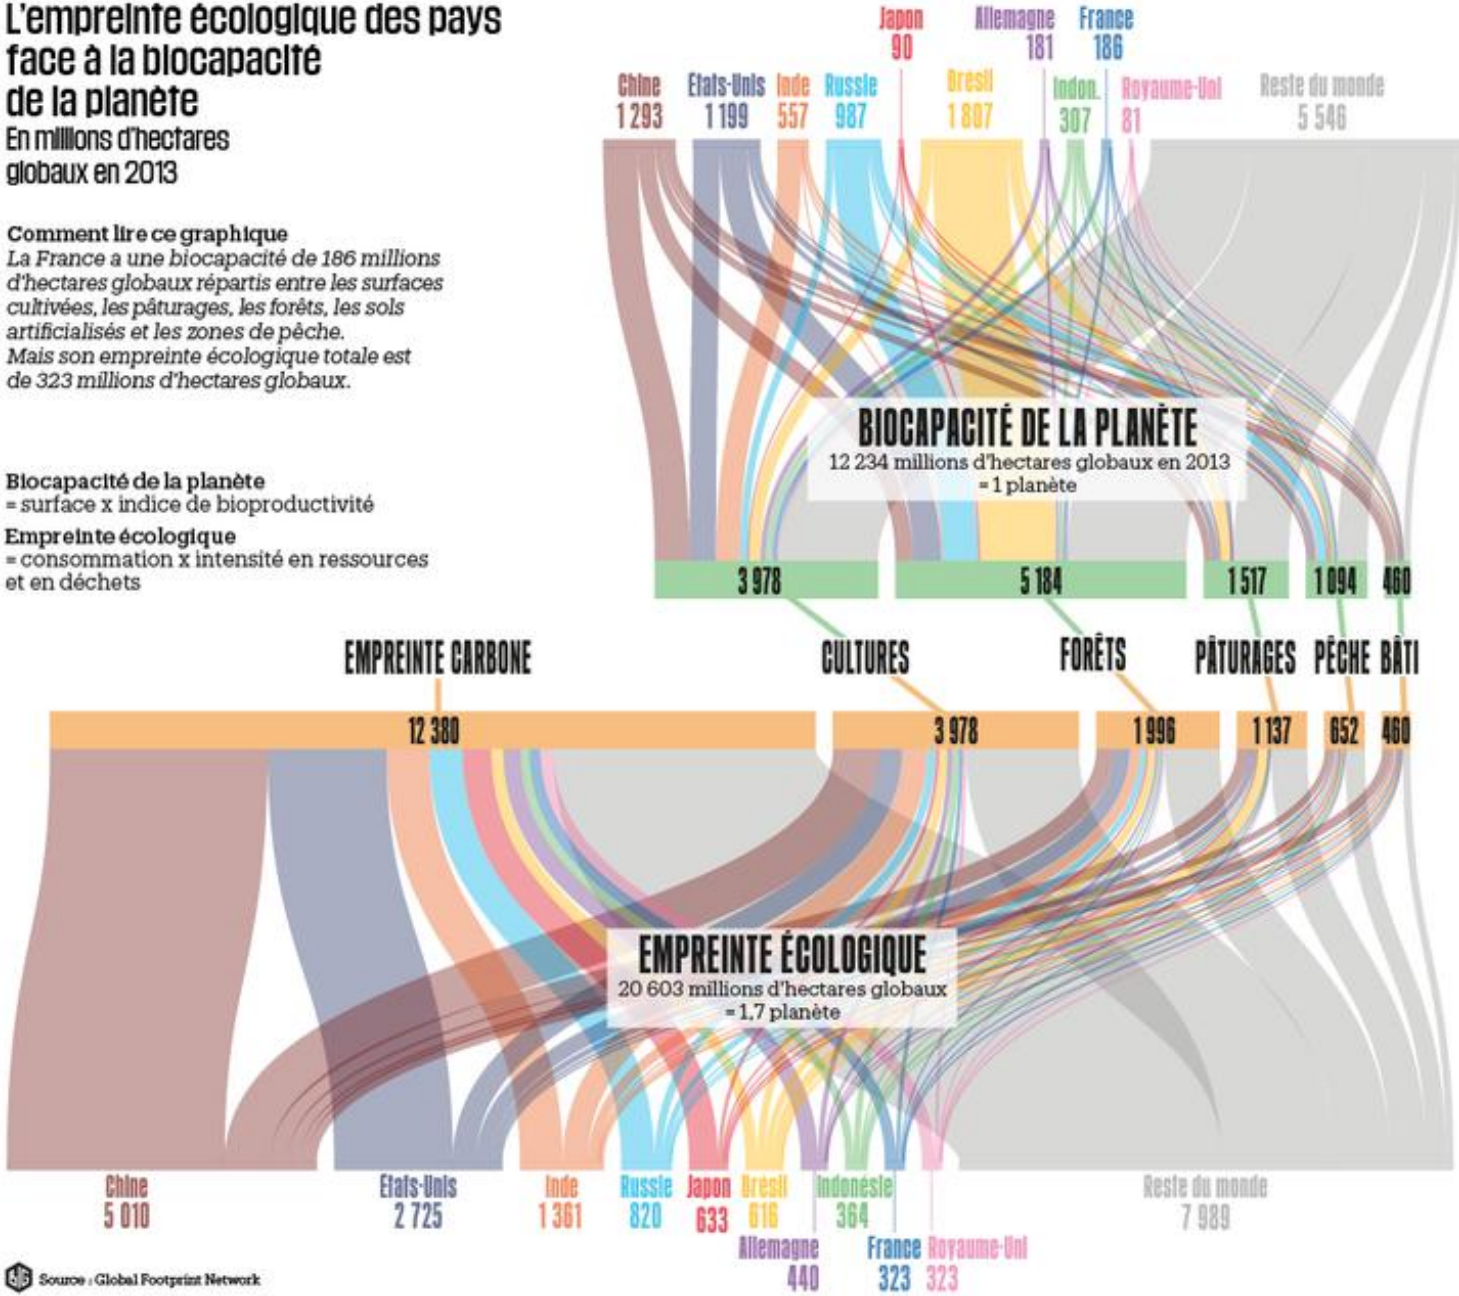 L'empreinte écologique des pays
face à la biocapacité
de la planète
En millions d'hectares
globaux en 2013
Comment lire ce graphique
La France a une biocapacité de 186 millions
d'hectares globaux répartis entre les surfaces
cultivées, les pâturages, les forêts, les sols
artificialisés et les zones de pêche.
Mais son empreinte écologique totale est
de 323 millions d'hectares globaux.
Biocapacité de la planète
= surface x indice de bioproductivité
Empreinte écologique
= consommation x intensité en ressources
et en déchets
Chine
1 293
États-Unis
1 199
Inde
557
Russie
987
Japon
90
Brésil
1 807
Allemagne
181
Indon.
307
France
186
Royaume-Uni
81
Reste du monde
5 546
BIOCAPACITÉ DE LA PLANÈTE
12 234 millions d'hectares globaux en 2013
= 1 planète
3 978
5 184
1 517
1 094
460
EMPREINTE CARBONE
CULTURES
FORÊTS
PÂTURAGES
PÊCHE
BÂTI
12 380
3 978
1 996
1 137
652
460
EMPREINTE ÉCOLOGIQUE
20 603 millions d'hectares globaux
= 1,7 planète
Chine
5 010
États-Unis
2 725
Inde
1 361
Russie
820
Japon
633
Brésil
616
Allemagne
440
Indonésie
364
France
323
Royaume-Uni
323
Reste du monde
7 989
Source : Global Footprint Network